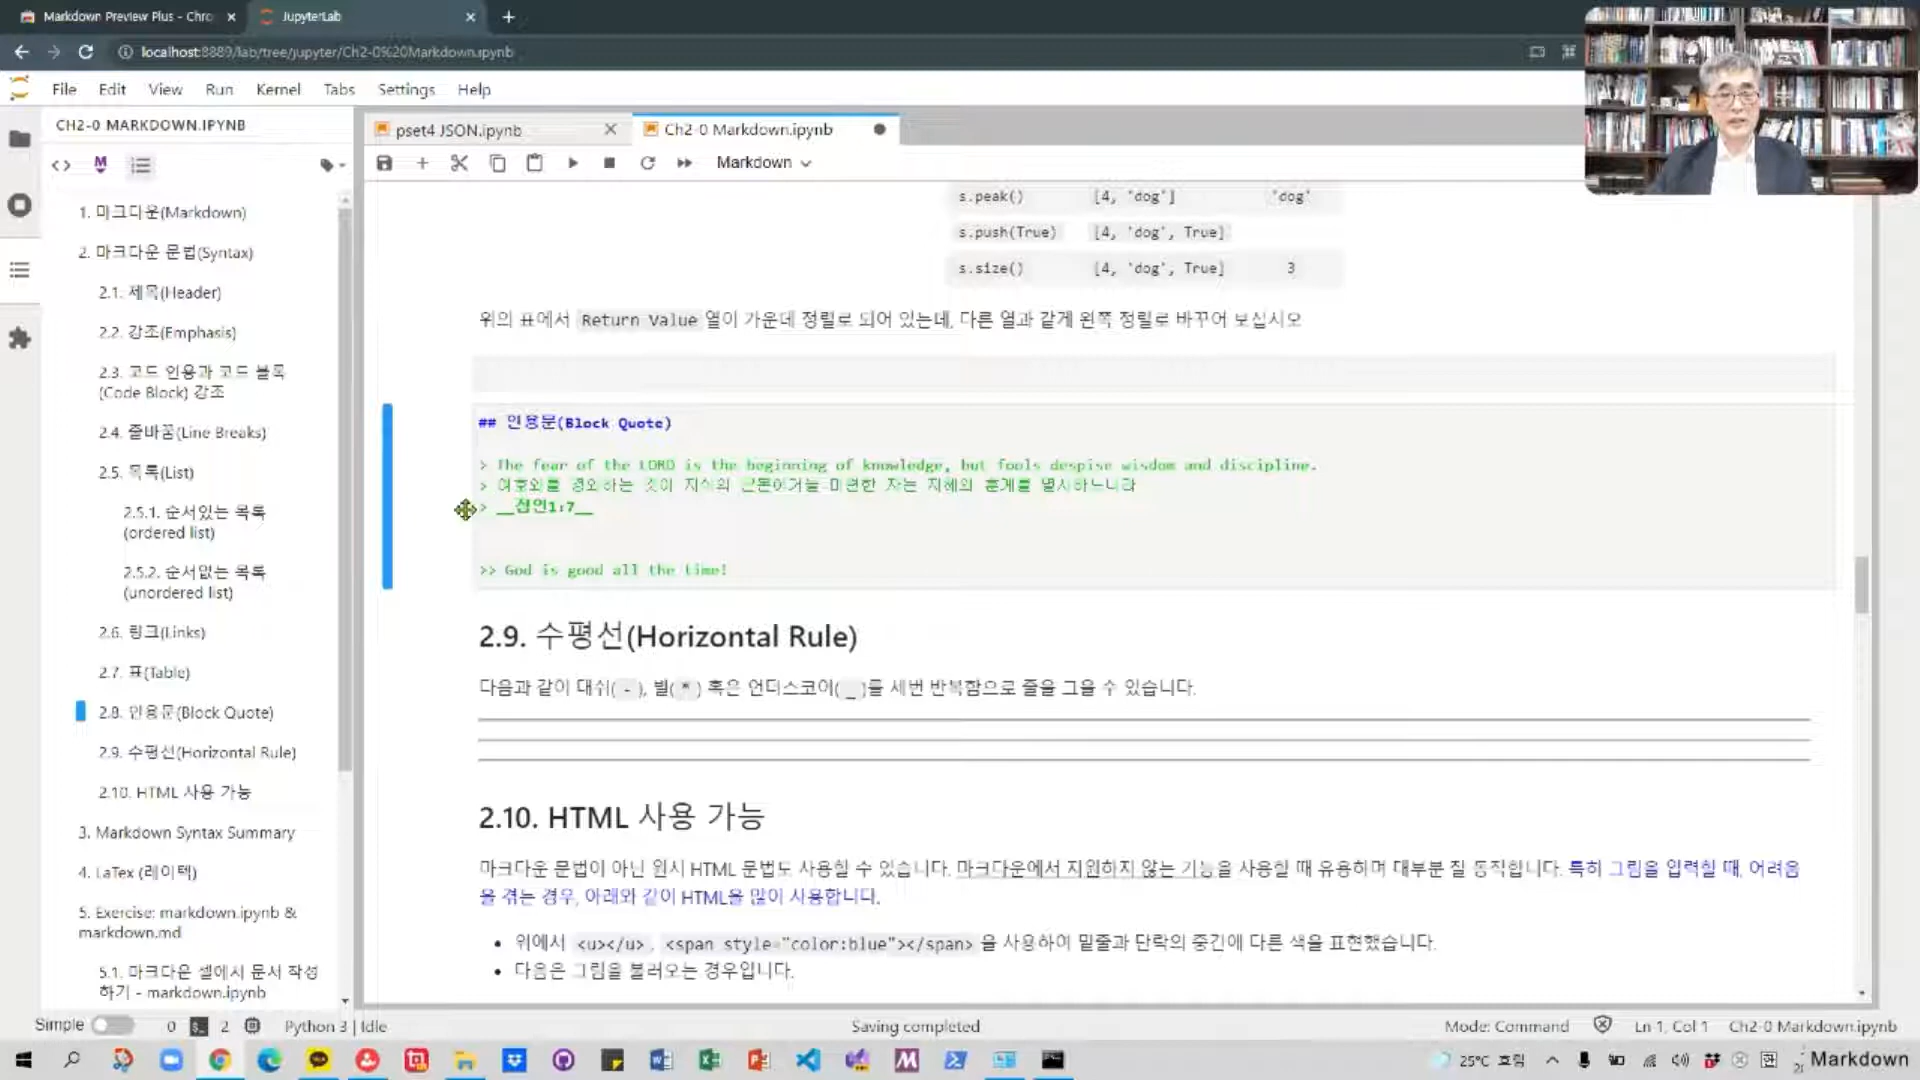 Markdown Preview Plus - Chro
JupyterLab
localhost:8889/lab/tree/jupyter/Ch2-0%20Markdown.ipynb
File Edit View Run Kernel Tabs Settings Help
CH2-0 MARKDOWN.IPYNB
pset4 JSON.ipynb
Ch2-0 Markdown.ipynb
Markdown
1. 마크다운(Markdown)
2. 마크다운 문법(Syntax)
2.1. 제목(Header)
2.2. 강조(Emphasis)
2.3. 코드 인용과 코드 블록
(Code Block) 강조
2.4. 줄바꿈(Line Breaks)
2.5. 목록(List)
2.5.1. 순서있는 목록
(ordered list)
2.5.2. 순서없는 목록
(unordered list)
2.6. 링크(Links)
2.7. 표(Table)
2.8. 인용문(Block Quote)
2.9. 수평선(Horizontal Rule)
2.10. HTML 사용 가능
3. Markdown Syntax Summary
4. LaTex (레이텍)
5. Exercise: markdown.ipynb &
markdown.md
5.1. 마크다운 셀에서 문서 작성
하기 - markdown.ipynb
s.peak() [4, 'dog'] 'dog'
s.push(True) [4, 'dog', True]
s.size() [4, 'dog', True] 3
위의 표에서 Return Value 열이 가운데 정렬로 되어 있는데, 다른 열과 같게 왼쪽 정렬로 바꾸어 보십시오
## 인용문(Block Quote)
> The fear of the LORD is the beginning of knowledge, but fools despise wisdom and discipline.
> 여호와를 경외하는 것이 지식의 근본이거늘 미련한 자는 지혜와 훈계를 멸시하느니라
> __잠언1:7__
>> God is good all the time!
2.9. 수평선(Horizontal Rule)
다음과 같이 대쉬( - ), 별( * ) 혹은 언더스코어( _ )를 세번 반복함으로 줄을 그을 수 있습니다.
2.10. HTML 사용 가능
마크다운 문법이 아닌 원시 HTML 문법도 사용할 수 있습니다. 마크다운에서 지원하지 않는 기능을 사용할 때 유용하며 대부분 잘 동작합니다. 특히 그림을 입력할 때, 어려움
을 겪는 경우, 아래와 같이 HTML을 많이 사용합니다.
• 위에서 <u></u> , <span style="color:blue"></span> 을 사용하여 밑줄과 단락의 중간에 다른 색을 표현했습니다.
• 다음은 그림을 불러오는 경우입니다.
Simple 0 2 Python 3 | Idle Saving completed Mode: Command Ln 1, Col 1 Ch2-0 Markdown.ipynb
25°C 흐림 Markdown